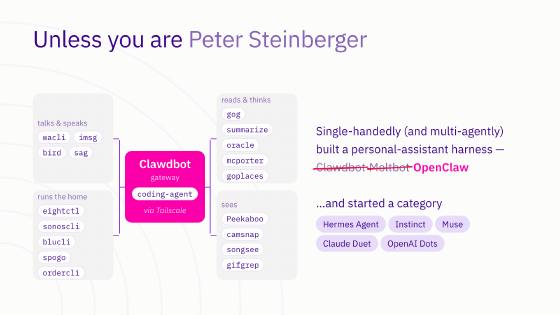 Unless you are Peter Steinberger
talks & speaks
wacli imsg
bird sag
runs the home
eightctl
sonoscli
blucli
spogo
ordercli
Clawdbot
gateway
coding-agent
via Tailscale
reads & thinks
gog
summarize
oracle
mcporter
goplaces
sees
Peekaboo
camsnap
songsee
gifgrep
Single-handedly (and multi-agently)
built a personal-assistant harness —
Clawdbot Moltbot OpenClaw
...and started a category
Hermes Agent Instinct Muse
Claude Duet OpenAI Dots